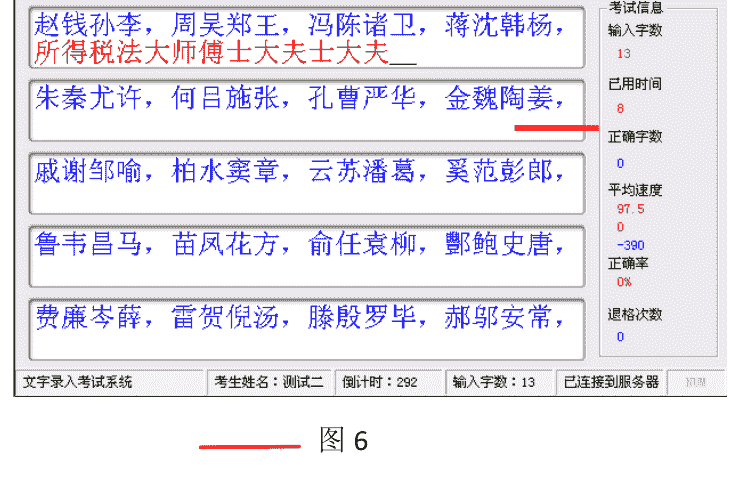 赵钱孙李，周吴郑王，冯陈诸卫，蒋沈韩杨，
所得税法大师傅士大夫士大夫__
朱秦尤许，何吕施张，孔曹严华，金魏陶姜，
戚谢邹喻，柏水窦章，云苏潘葛，奚范彭郎，
鲁韦昌马，苗凤花方，俞任袁柳，酆鲍史唐，
费廉岑薛，雷贺倪汤，滕殷罗毕，郝邬安常，
考试信息
输入字数
13
已用时间
8
正确字数
0
平均速度
97.5
0
-390
正确率
0%
退格次数
0
文字录入考试系统 考生姓名：测试二 倒计时：292 输入字数：13 已连接到服务器 NUM
图 6